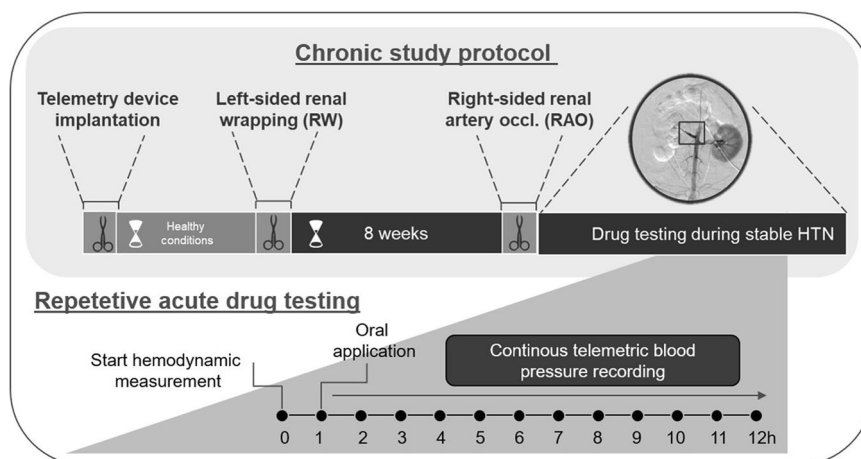 Chronic study protocol
Telemetry device
implantation
Left-sided renal
wrapping (RW)
Right-sided renal
artery occl. (RAO)
Healthy
conditions
8 weeks
Drug testing during stable HTN
Repetetive acute drug testing
Start hemodynamic
measurement
Oral
application
Continous telemetric blood
pressure recording
0 1 2 3 4 5 6 7 8 9 10 11 12h